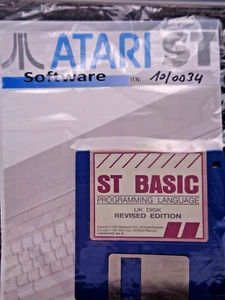 ATARI ST
Software ITN: 10/0034
ST BASIC
PROGRAMMING LANGUAGE
UK DISK
REVISED EDITION